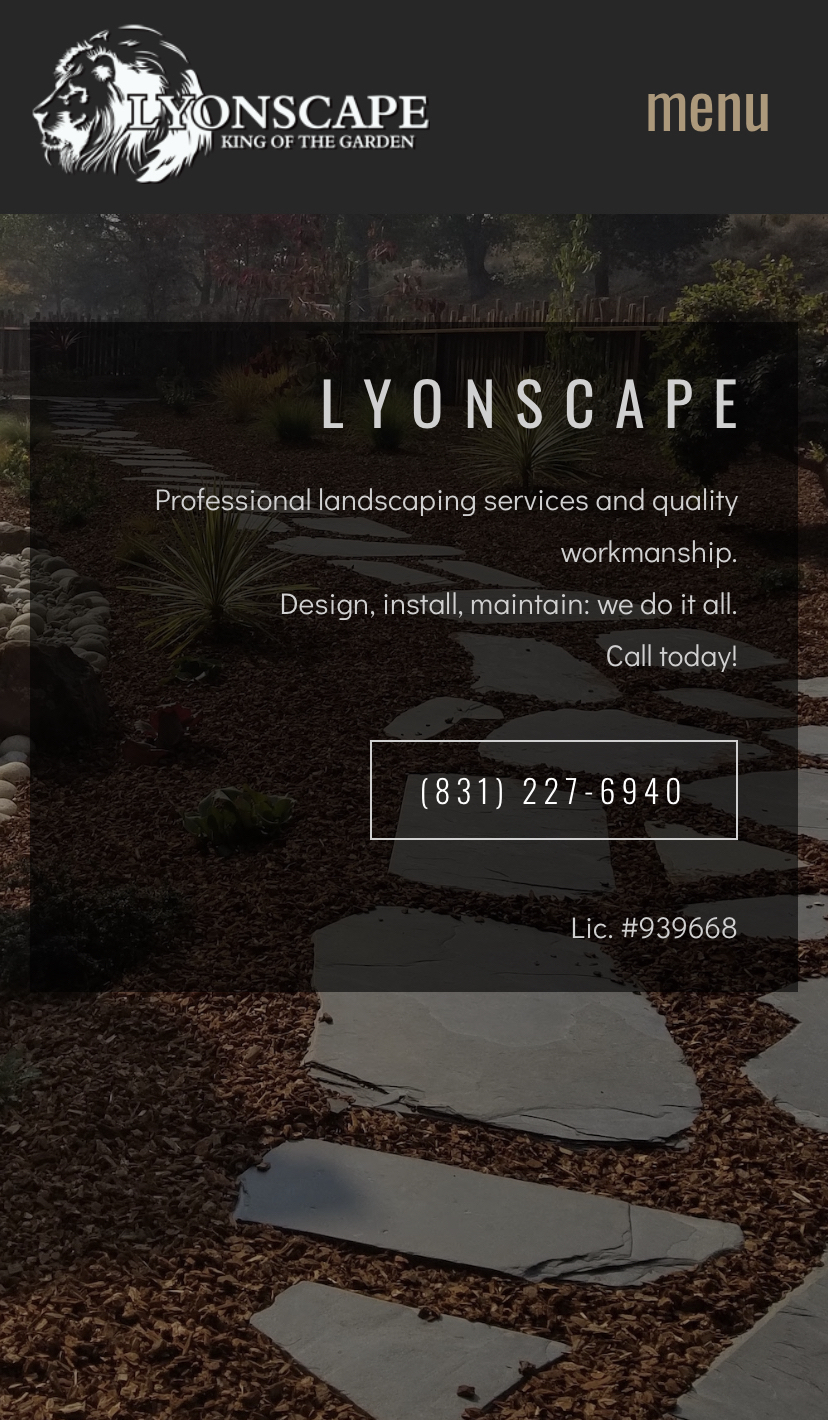 LYONSCAPE
KING OF THE GARDEN
menu
LYONSCAPE
Professional landscaping services and quality
workmanship.
Design, install, maintain: we do it all.
Call today!
(831) 227-6940
Lic. #939668